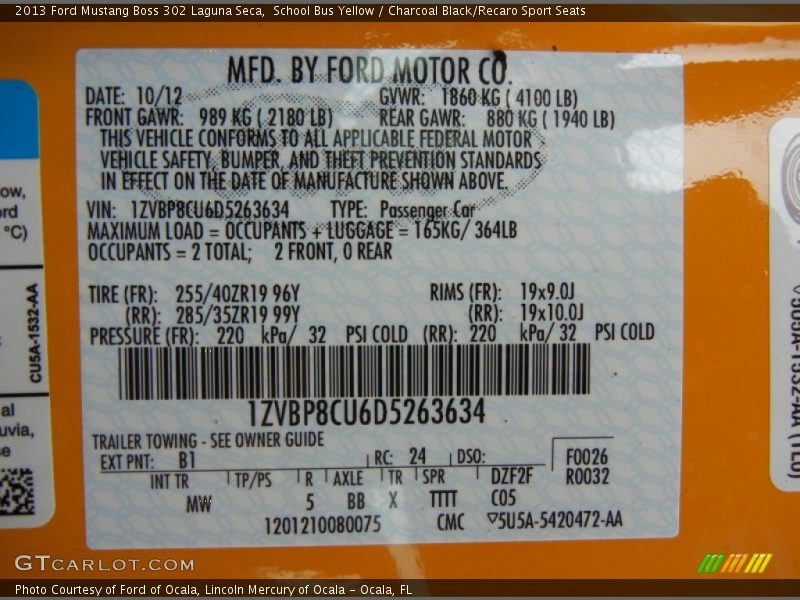 2013 Ford Mustang Boss 302 Laguna Seca,  School Bus Yellow / Charcoal Black/Recaro Sport Seats
MFD. BY FORD MOTOR CO.
DATE: 10/12 GVWR: 1860 KG ( 4100 LB)
FRONT GAWR: 989 KG ( 2180 LB) REAR GAWR: 880 KG ( 1940 LB)
THIS VEHICLE CONFORMS TO ALL APPLICABLE FEDERAL MOTOR
VEHICLE SAFETY, BUMPER, AND THEFT PREVENTION STANDARDS
IN EFFECT ON THE DATE OF MANUFACTURE SHOWN ABOVE.
VIN: 1ZVBP8CU6D5263634 TYPE: Passenger Car
MAXIMUM LOAD = OCCUPANTS + LUGGAGE = 165KG/ 364LB
OCCUPANTS = 2 TOTAL; 2 FRONT, 0 REAR
TIRE (FR): 255/40ZR19 96Y RIMS (FR): 19x9.0J
(RR): 285/35ZR19 99Y (RR): 19x10.0J
PRESSURE (FR): 220 kPa/ 32 PSI COLD (RR): 220 kPa/ 32 PSI COLD
1ZVBP8CU6D5263634
TRAILER TOWING - SEE OWNER GUIDE
EXT PNT: B1 RC: 24 DSO: F0026
INT TR TP/PS R AXLE TR SPR DZF2F R0032
MW 5 BB X TTTT C05
1201210080075 CMC ▽5U5A-5420472-AA
ow,
ord
°C)
CU5A-1532-AA
al
uvia,
se
GTCARLOT.COM
Photo Courtesy of Ford of Ocala, Lincoln Mercury of Ocala - Ocala, FL